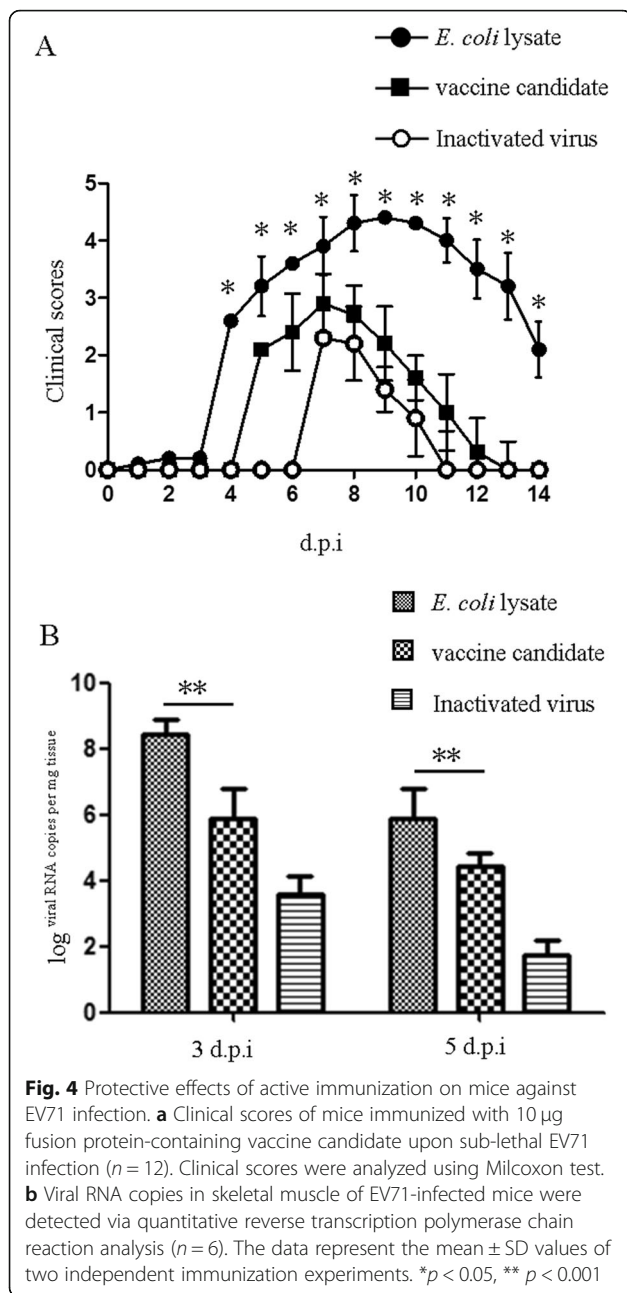 A
E. coli lysate
vaccine candidate
Inactivated virus
5
4
3
2
1
0
Clinical scores
* * * * * * * * * * *
0 2 4 6 8 10 12 14
d.p.i
B
E. coli lysate
vaccine candidate
Inactivated virus
10
8
6
4
2
0
log viral RNA copies per mg tissue
** **
3 d.p.i 5 d.p.i
Fig. 4 Protective effects of active immunization on mice against
EV71 infection. a Clinical scores of mice immunized with 10 μg
fusion protein-containing vaccine candidate upon sub-lethal EV71
infection (n = 12). Clinical scores were analyzed using Milcoxon test.
b Viral RNA copies in skeletal muscle of EV71-infected mice were
detected via quantitative reverse transcription polymerase chain
reaction analysis (n = 6). The data represent the mean ± SD values of
two independent immunization experiments. *p < 0.05, ** p < 0.001